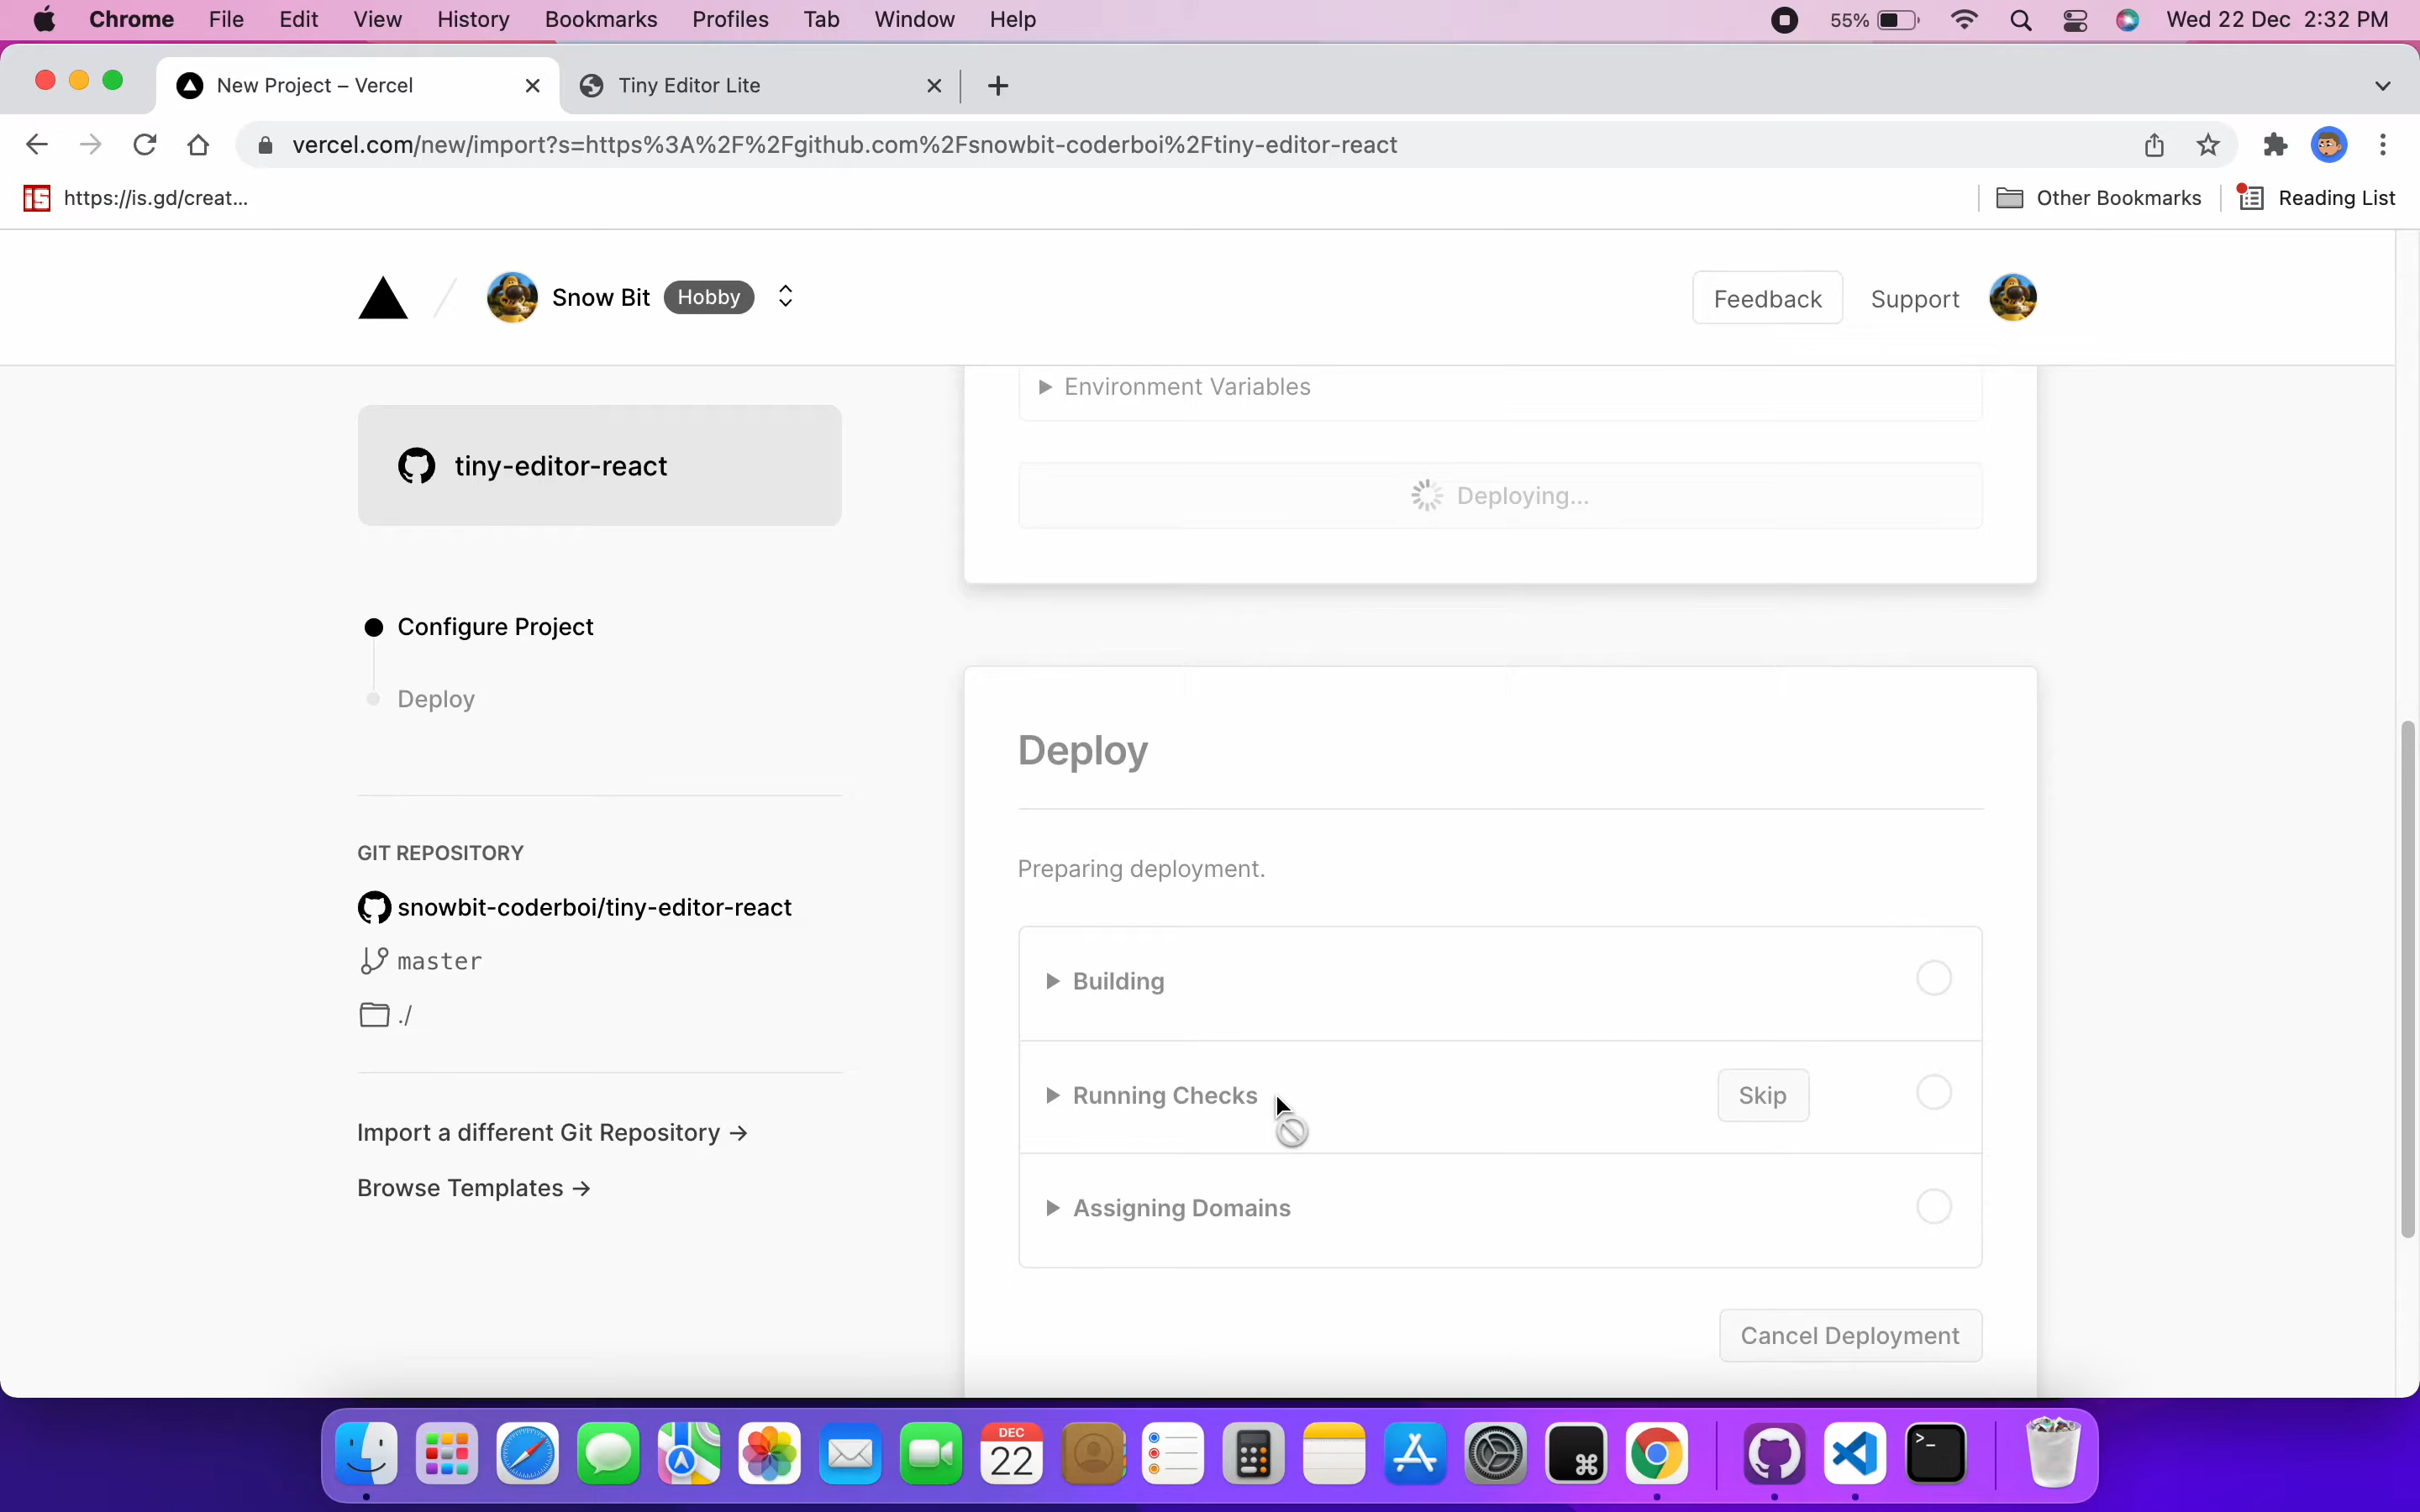 Chrome File Edit View History Bookmarks Profiles Tab Window Help 55% Wed 22 Dec 2:32 PM
New Project – Vercel Tiny Editor Lite
vercel.com/new/import?s=https%3A%2F%2Fgithub.com%2Fsnowbit-coderboi%2Ftiny-editor-react
is https://is.gd/creat... Other Bookmarks Reading List
Snow Bit Hobby Feedback Support
Environment Variables
tiny-editor-react
Deploying...
Configure Project
Deploy
Deploy
GIT REPOSITORY
Preparing deployment.
snowbit-coderboi/tiny-editor-react
master
./
Building
Running Checks Skip
Import a different Git Repository →
Browse Templates →
Assigning Domains
Cancel Deployment
DEC
22
>_